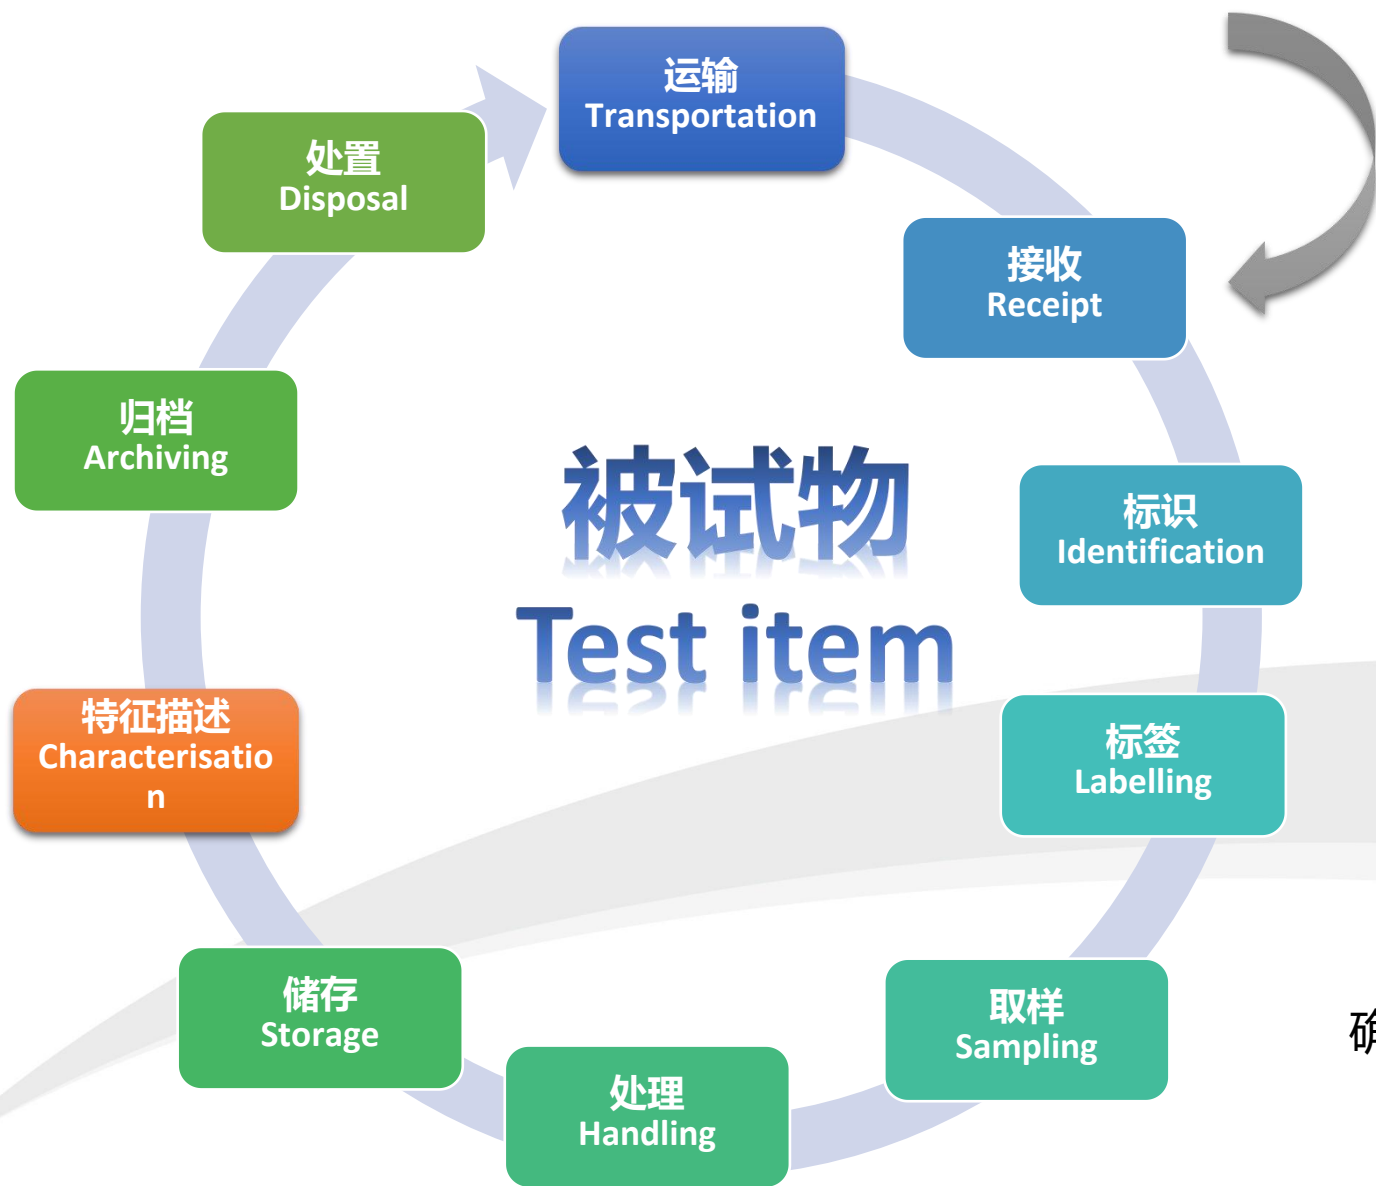 运输
Transportation
接收
Receipt
标识
Identification
标签
Labelling
取样
Sampling
处理
Handling
储存
Storage
特征描述
Characterisatio
n
归档
Archiving
处置
Disposal
被试物
Test item